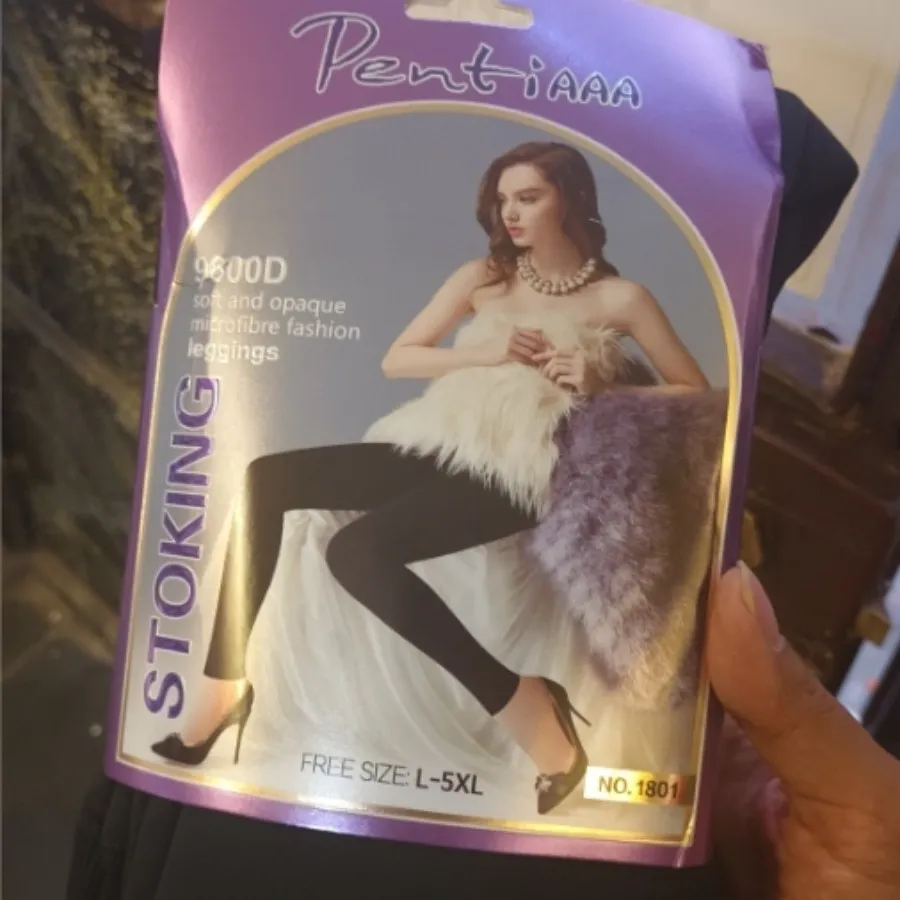 PentiAAA
9800D
soft and opaque
microfibre fashion
leggings
STOKING
FREE SIZE: L-5XL
NO. 1801